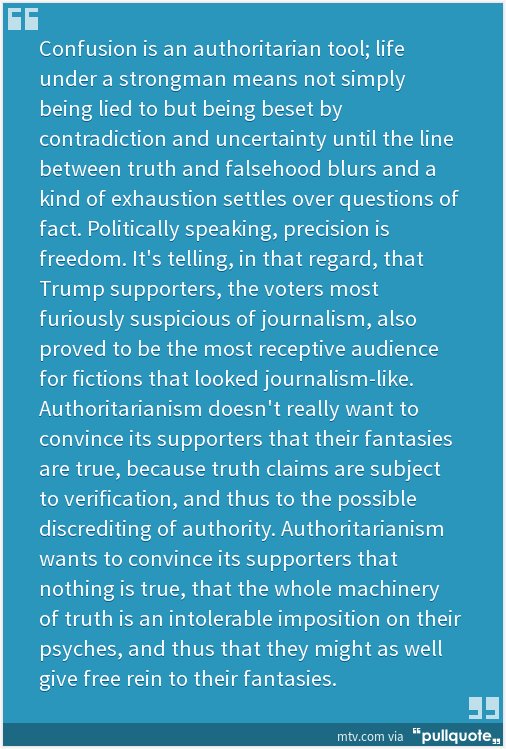 Confusion is an authoritarian tool; life
under a strongman means not simply
being lied to but being beset by
contradiction and uncertainty until the line
between truth and falsehood blurs and a
kind of exhaustion settles over questions of
fact. Politically speaking, precision is
freedom. It's telling, in that regard, that
Trump supporters, the voters most
furiously suspicious of journalism, also
proved to be the most receptive audience
for fictions that looked journalism-like.
Authoritarianism doesn't really want to
convince its supporters that their fantasies
are true, because truth claims are subject
to verification, and thus to the possible
discrediting of authority. Authoritarianism
wants to convince its supporters that
nothing is true, that the whole machinery
of truth is an intolerable imposition on their
psyches, and thus that they might as well
give free rein to their fantasies.
mtv.com via “pullquote„